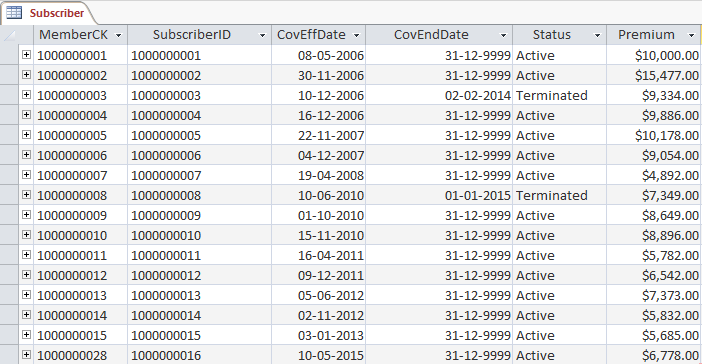 Subscriber
MemberCK SubscriberID CovEffDate CovEndDate Status Premium
1000000001 1000000001 08-05-2006 31-12-9999 Active $10,000.00
1000000002 1000000002 30-11-2006 31-12-9999 Active $15,477.00
1000000003 1000000003 10-12-2006 02-02-2014 Terminated $9,334.00
1000000004 1000000004 16-12-2006 31-12-9999 Active $9,886.00
1000000005 1000000005 22-11-2007 31-12-9999 Active $10,178.00
1000000006 1000000006 04-12-2007 31-12-9999 Active $9,054.00
1000000007 1000000007 19-04-2008 31-12-9999 Active $4,892.00
1000000008 1000000008 10-06-2010 01-01-2015 Terminated $7,349.00
1000000009 1000000009 01-10-2010 31-12-9999 Active $8,649.00
1000000010 1000000010 15-11-2010 31-12-9999 Active $8,896.00
1000000011 1000000011 16-04-2011 31-12-9999 Active $5,782.00
1000000012 1000000012 09-12-2011 31-12-9999 Active $6,542.00
1000000013 1000000013 05-06-2012 31-12-9999 Active $7,373.00
1000000014 1000000014 02-11-2012 31-12-9999 Active $5,832.00
1000000015 1000000015 03-01-2013 31-12-9999 Active $5,685.00
1000000028 1000000016 10-05-2015 31-12-9999 Active $6,778.00